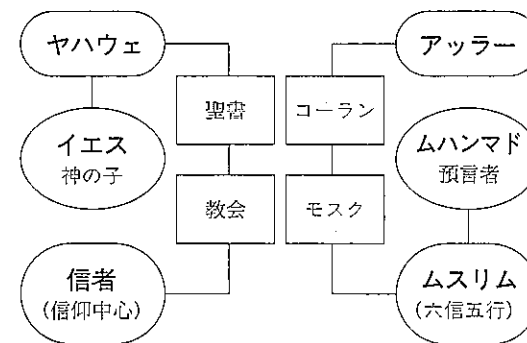 ヤハウェ
アッラー
聖書
コーラン
イエス
神の子
ムハンマド
預言者
教会
モスク
信者
(信仰中心)
ムスリム
(六信五行)